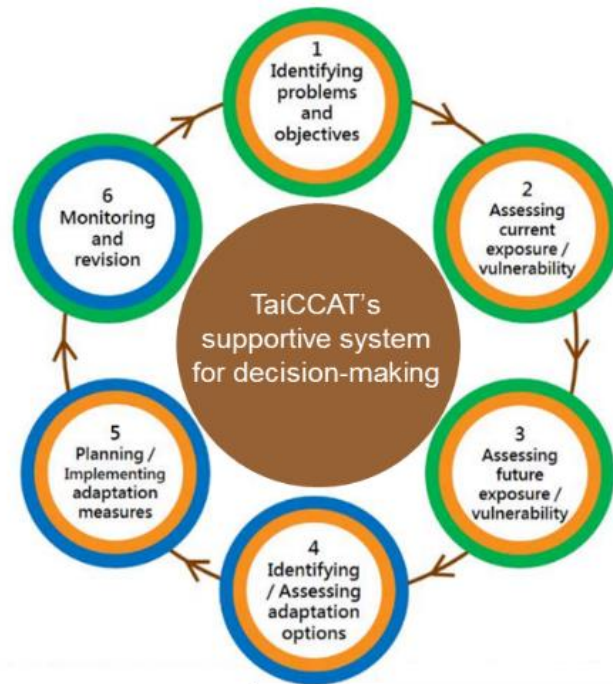 1
Identifying
problems
and
objectives
2
Assessing
current
exposure /
vulnerability
3
Assessing
future
exposure /
vulnerability
4
Identifying
/ Assessing
adaptation
options
5
Planning /
Implementing
adaptation
measures
6
Monitoring
and
revision
TaiCCAT's
supportive system
for decision-making